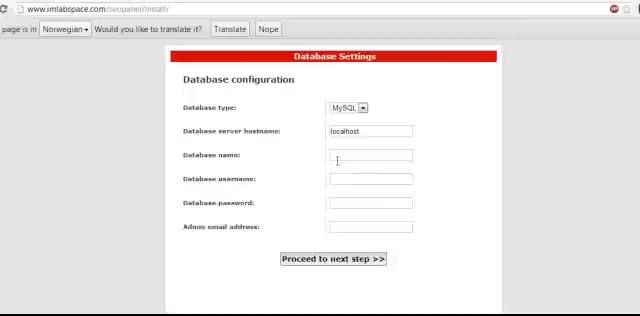 www.imlabspace.com/seopanel/install/
page is in Norwegian Would you like to translate it? Translate Nope
Database Settings
Database configuration
Database type: MySQL
Database server hostname: localhost
Database name:
Database username:
Database password:
Admin email address:
Proceed to next step >>